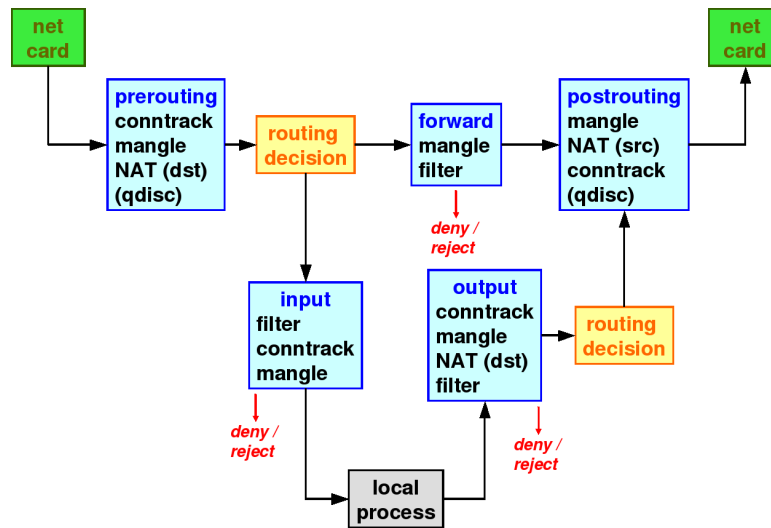 net
card
net
card
prerouting
conntrack
mangle
NAT (dst)
(qdisc)
routing
decision
forward
mangle
filter
postrouting
mangle
NAT (src)
conntrack
(qdisc)
deny /
reject
input
filter
conntrack
mangle
output
conntrack
mangle
NAT (dst)
filter
routing
decision
deny /
reject
deny /
reject
local
process